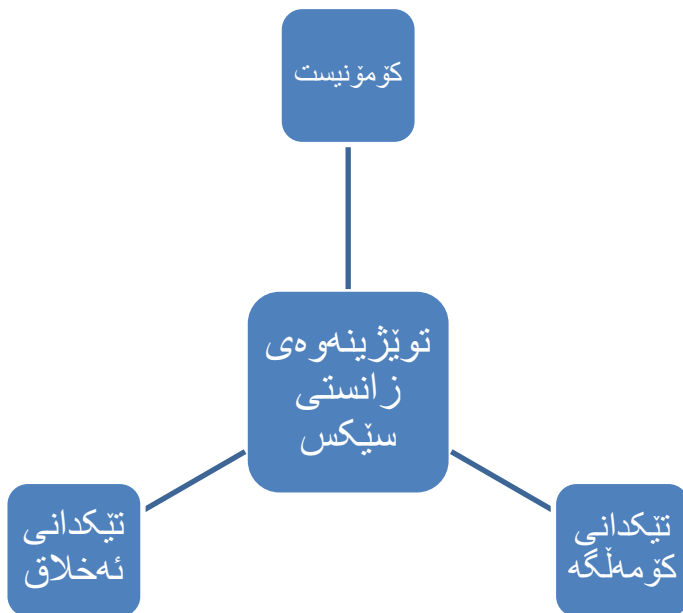 کۆمۆنیست
توێژینەوەی
زانستی
سێکس
تێکدانی
کۆمەڵگە
تێکدانی
ئەخلاق